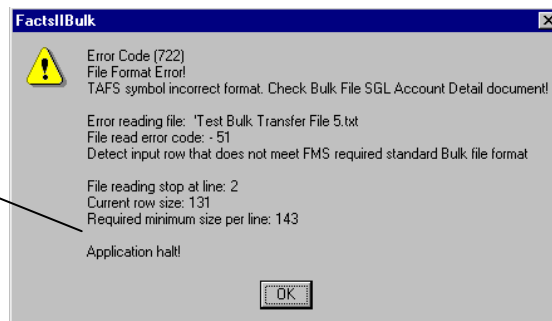 FactsIIBulk
Error Code (722)
File Format Error!
TAFS symbol incorrect format. Check Bulk File SGL Account Detail document!
Error reading file: 'Test Bulk Transfer File 5.txt
File read error code: - 51
Detect input row that does not meet FMS required standard Bulk file format
File reading stop at line: 2
Current row size: 131
Required minimum size per line: 143
Application halt!
OK